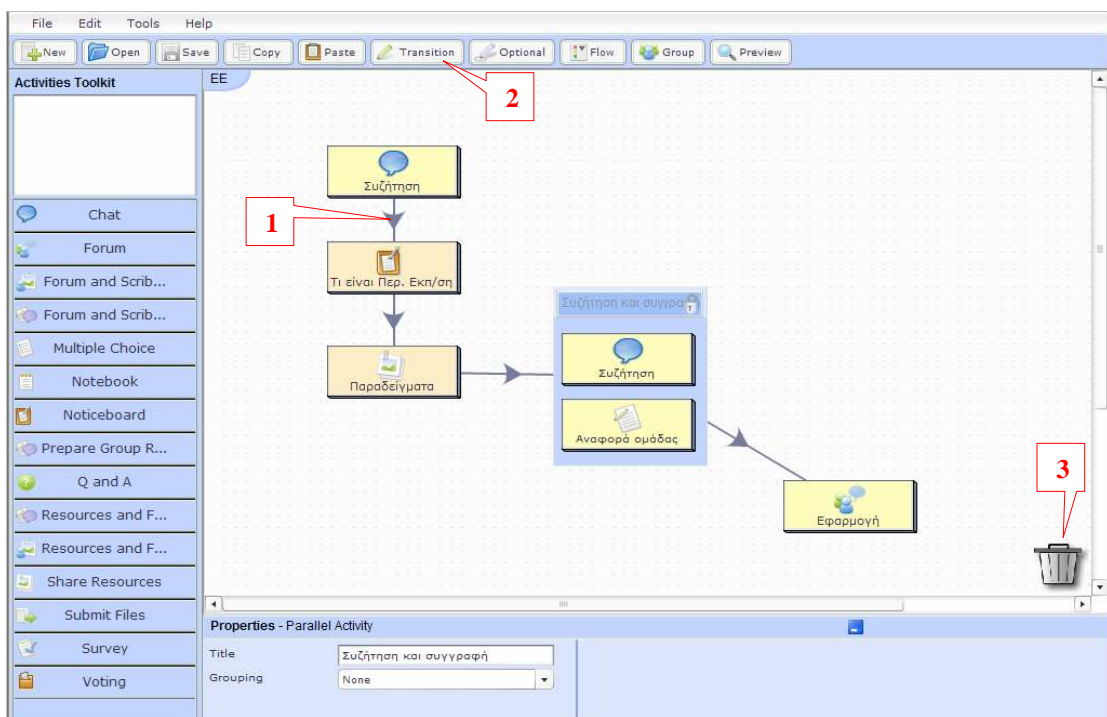 File Edit Tools Help
New Open Save Copy Paste Transition Optional Flow Group Preview
Activities Toolkit
EE
2
Συζήτηση
1
Chat
Forum
Forum and Scrib...
Forum and Scrib...
Multiple Choice
Notebook
Noticeboard
Prepare Group R...
Q and A
Resources and F...
Resources and F...
Share Resources
Submit Files
Survey
Voting
Τι είναι Περ. Εκπ/ση
Παραδείγματα
Συζήτηση και συγγρα
Συζήτηση
Αναφορά ομάδας
Εφαρμογή
3
Properties - Parallel Activity
Title Συζήτηση και συγγραφή
Grouping None